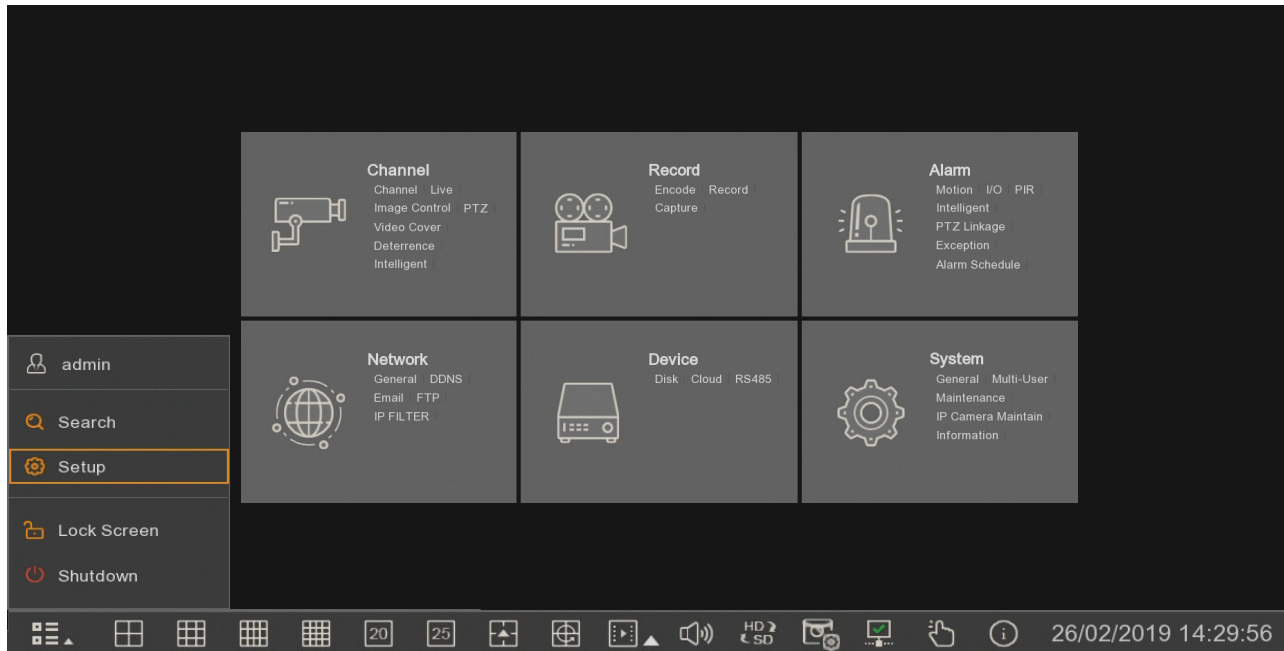 Channel
Channel Live
Image Control PTZ
Video Cover
Deterrence
Intelligent
Record
Encode Record
Capture
Alarm
Motion I/O PIR
Intelligent
PTZ Linkage
Exception
Alarm Schedule
Network
General DDNS
Email FTP
IP FILTER
Device
Disk Cloud RS485
System
General Multi-User
Maintenance
IP Camera Maintain
Information
admin
Search
Setup
Lock Screen
Shutdown
20 25 HD SD i 26/02/2019 14:29:56